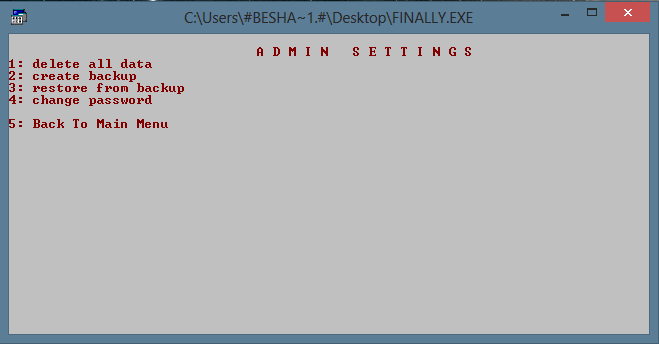 C:\Users\#BESHA~1.#\Desktop\FINALLY.EXE
A D M I N   S E T T I N G S
1: delete all data
2: create backup
3: restore from backup
4: change password
5: Back To Main Menu